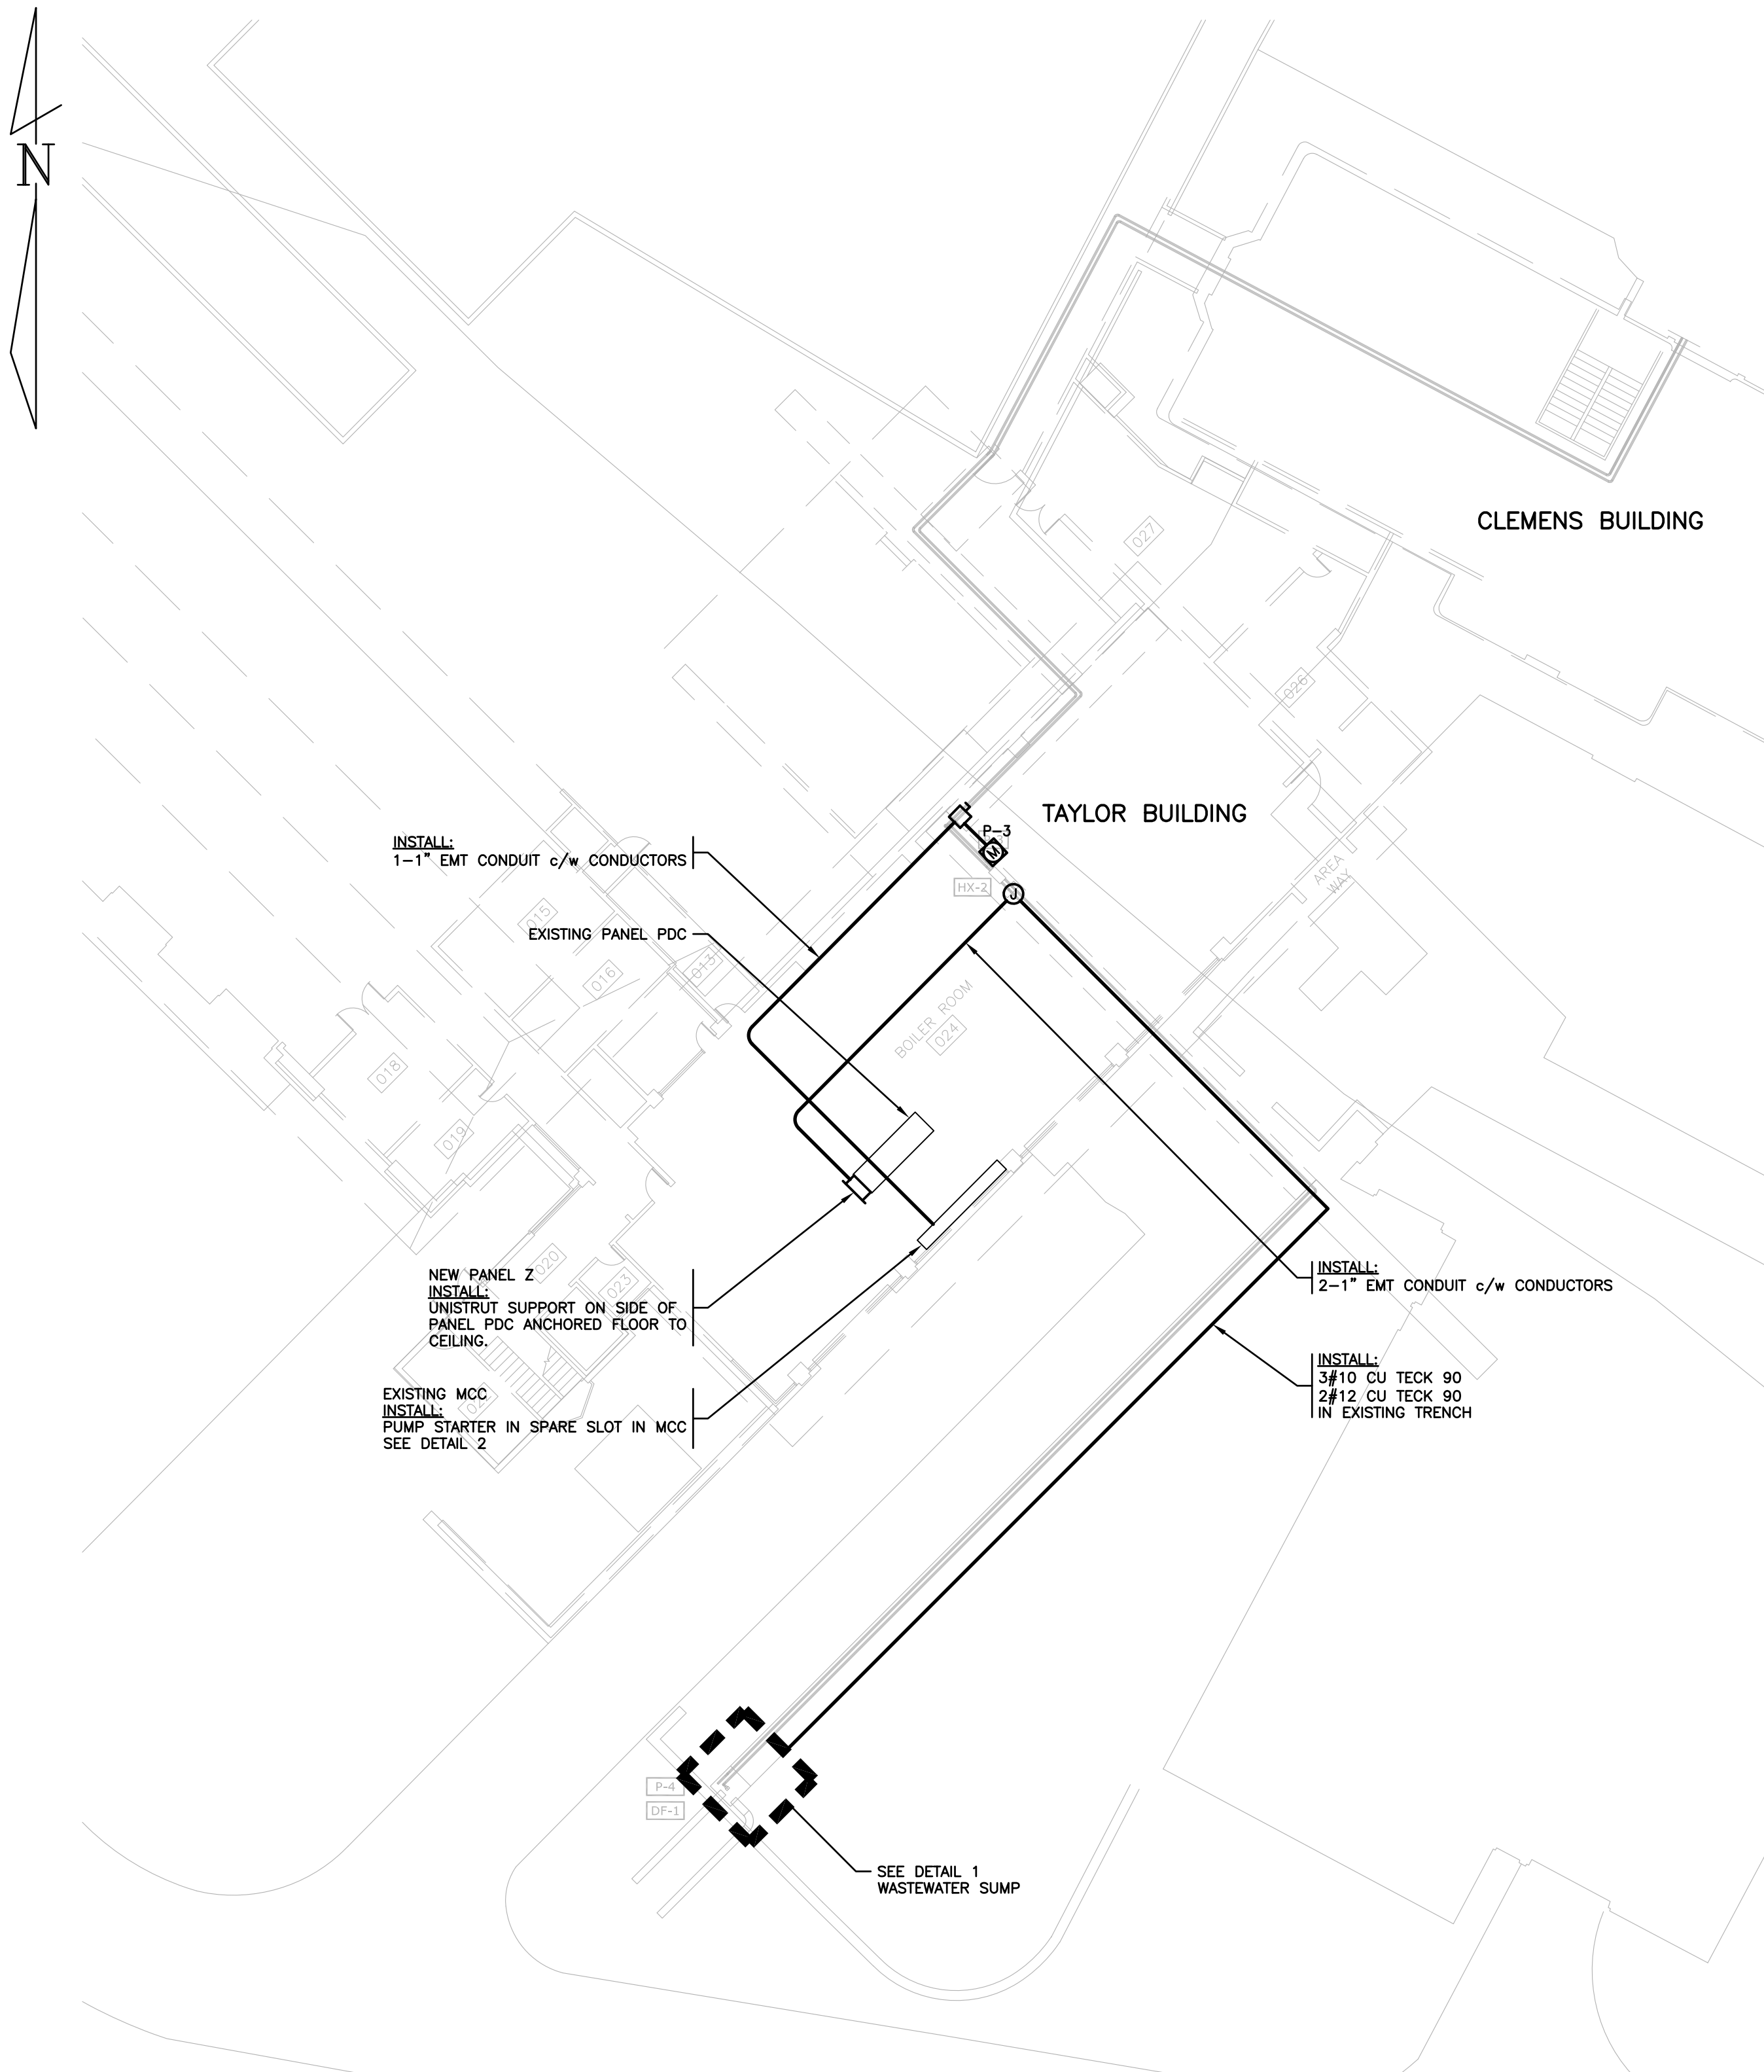 N
CLEMENS BUILDING
027
026
TAYLOR BUILDING
P-3
INSTALL:
1-1" EMT CONDUIT c/w CONDUCTORS
M
HX-2
J
AREA
WAY
EXISTING PANEL PDC
015
016
013
BOILER ROOM
024
018
019
020
023
NEW PANEL Z
INSTALL:
UNISTRUT SUPPORT ON SIDE OF
PANEL PDC ANCHORED FLOOR TO
CEILING.
INSTALL:
2-1" EMT CONDUIT c/w CONDUCTORS
INSTALL:
3#10 CU TECK 90
2#12 CU TECK 90
IN EXISTING TRENCH
EXISTING MCC
INSTALL:
PUMP STARTER IN SPARE SLOT IN MCC
SEE DETAIL 2
P-4
DF-1
SEE DETAIL 1
WASTEWATER SUMP